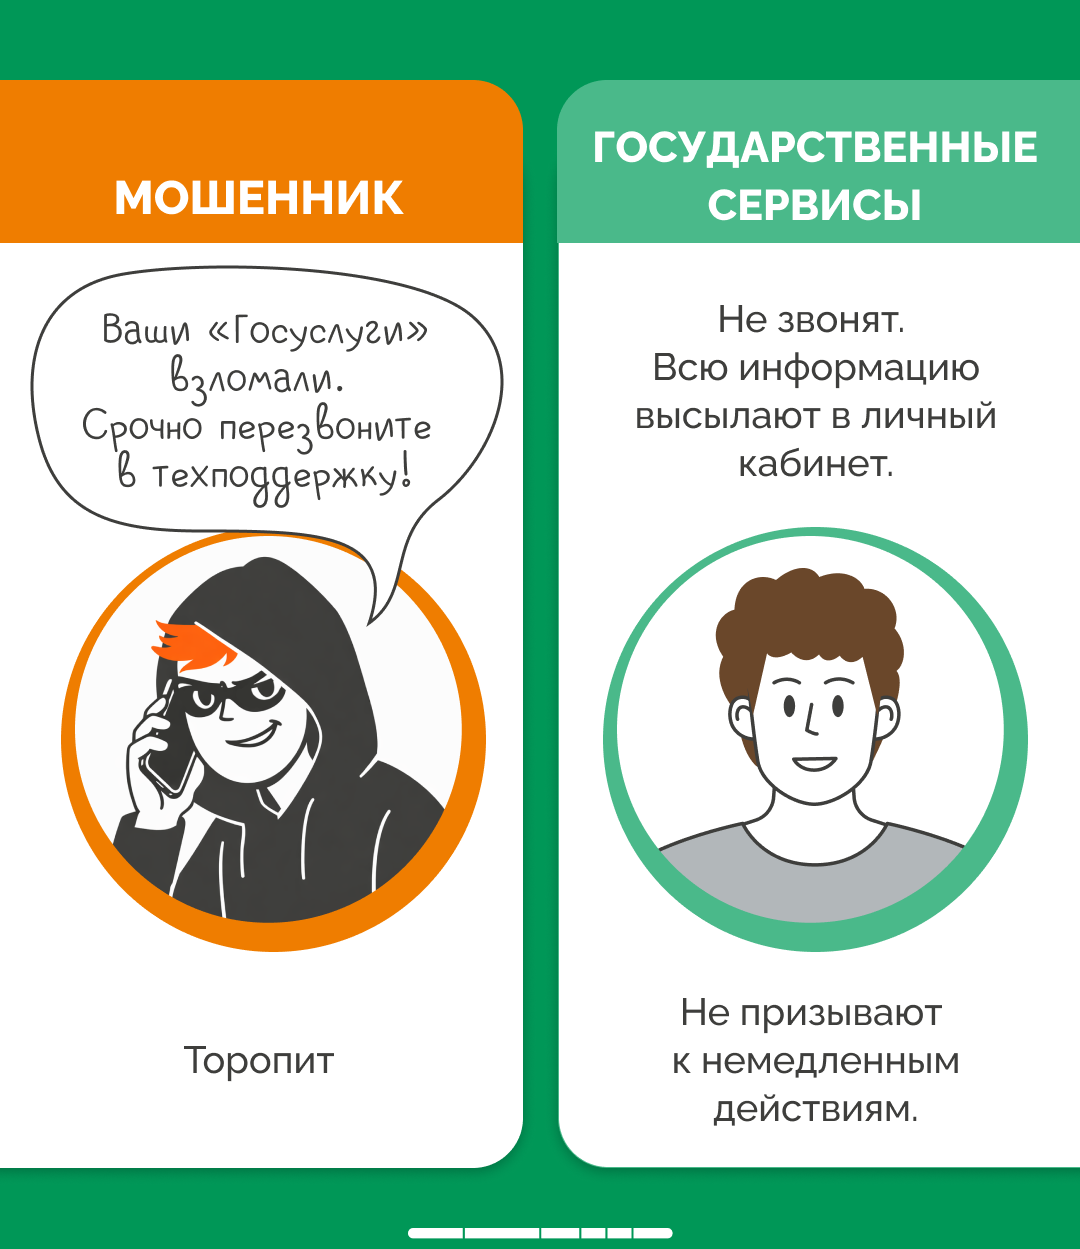 МОШЕННИК
Ваши «Госуслуги»
взломали.
Срочно перезвоните
в техподдержку!
Торопит
ГОСУДАРСТВЕННЫЕ
СЕРВИСЫ
Не звонят.
Всю информацию
высылают в личный
кабинет.
Не призывают
к немедленным
действиям.